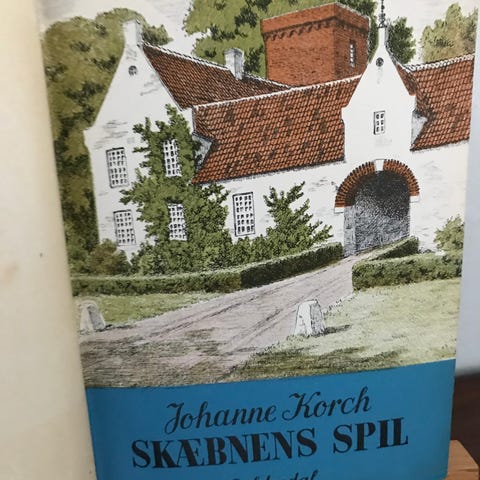 Johanne Korch
SKÆBNENS SPIL